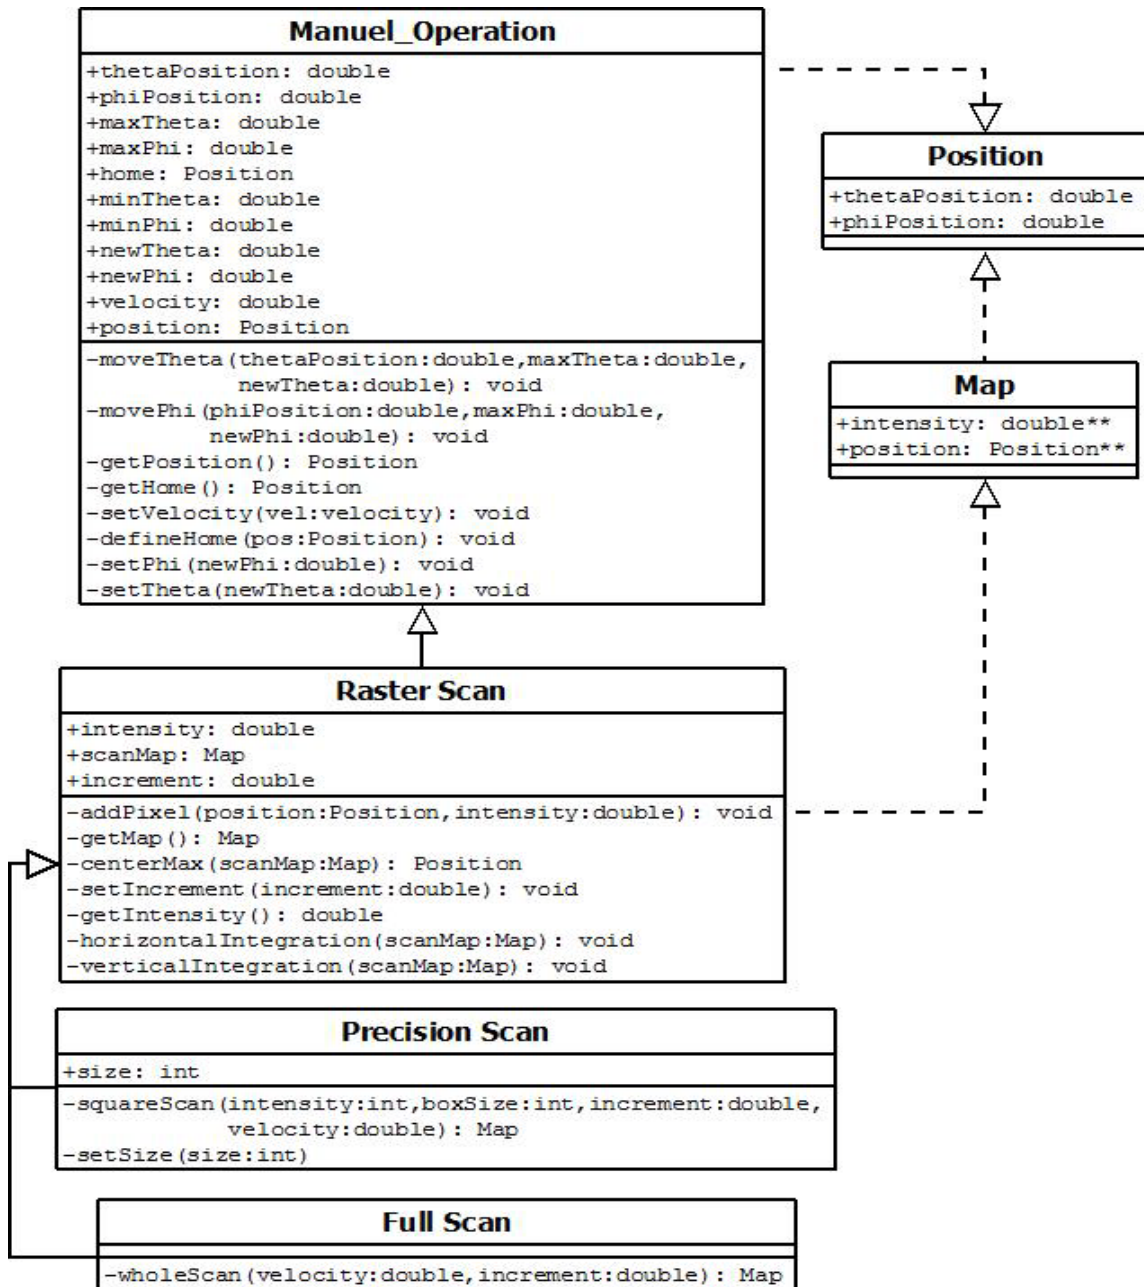 Manuel_Operation
+thetaPosition: double
+phiPosition: double
+maxTheta: double
+maxPhi: double
+home: Position
+minTheta: double
+minPhi: double
+newTheta: double
+newPhi: double
+velocity: double
+position: Position
-moveTheta(thetaPosition:double,maxTheta:double,
newTheta:double): void
-movePhi(phiPosition:double,maxPhi:double,
newPhi:double): void
-getPosition(): Position
-getHome(): Position
-setVelocity(vel:velocity): void
-defineHome(pos:Position): void
-setPhi(newPhi:double): void
-setTheta(newTheta:double): void
Position
+thetaPosition: double
+phiPosition: double
Map
+intensity: double**
+position: Position**
Raster Scan
+intensity: double
+scanMap: Map
+increment: double
-addPixel(position:Position,intensity:double): void
-getMap(): Map
-centerMax(scanMap:Map): Position
-setIncrement(increment:double): void
-getIntensity(): double
-horizontalIntegration(scanMap:Map): void
-verticalIntegration(scanMap:Map): void
Precision Scan
+size: int
-squareScan(intensity:int,boxSize:int,increment:double,
velocity:double): Map
-setSize(size:int)
Full Scan
-wholeScan(velocity:double,increment:double): Map